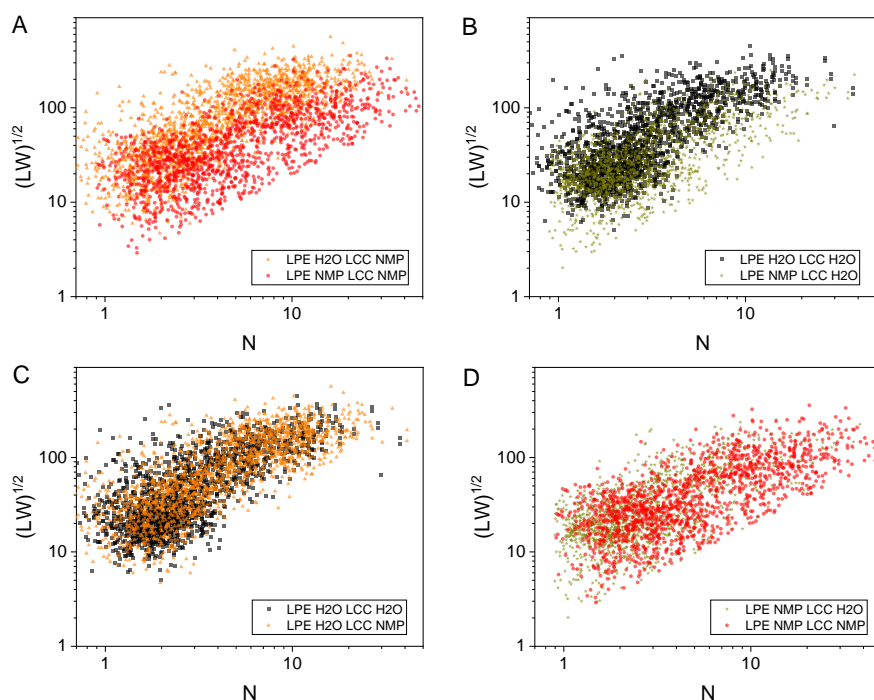 A
100
10
1
(LW)1/2
1
10
N
LPE H2O LCC NMP
LPE NMP LCC NMP
B
100
10
1
(LW)1/2
1
10
N
LPE H2O LCC H2O
LPE NMP LCC H2O
C
100
10
1
(LW)1/2
1
10
N
LPE H2O LCC H2O
LPE H2O LCC NMP
D
100
10
1
(LW)1/2
1
10
N
LPE NMP LCC H2O
LPE NMP LCC NMP